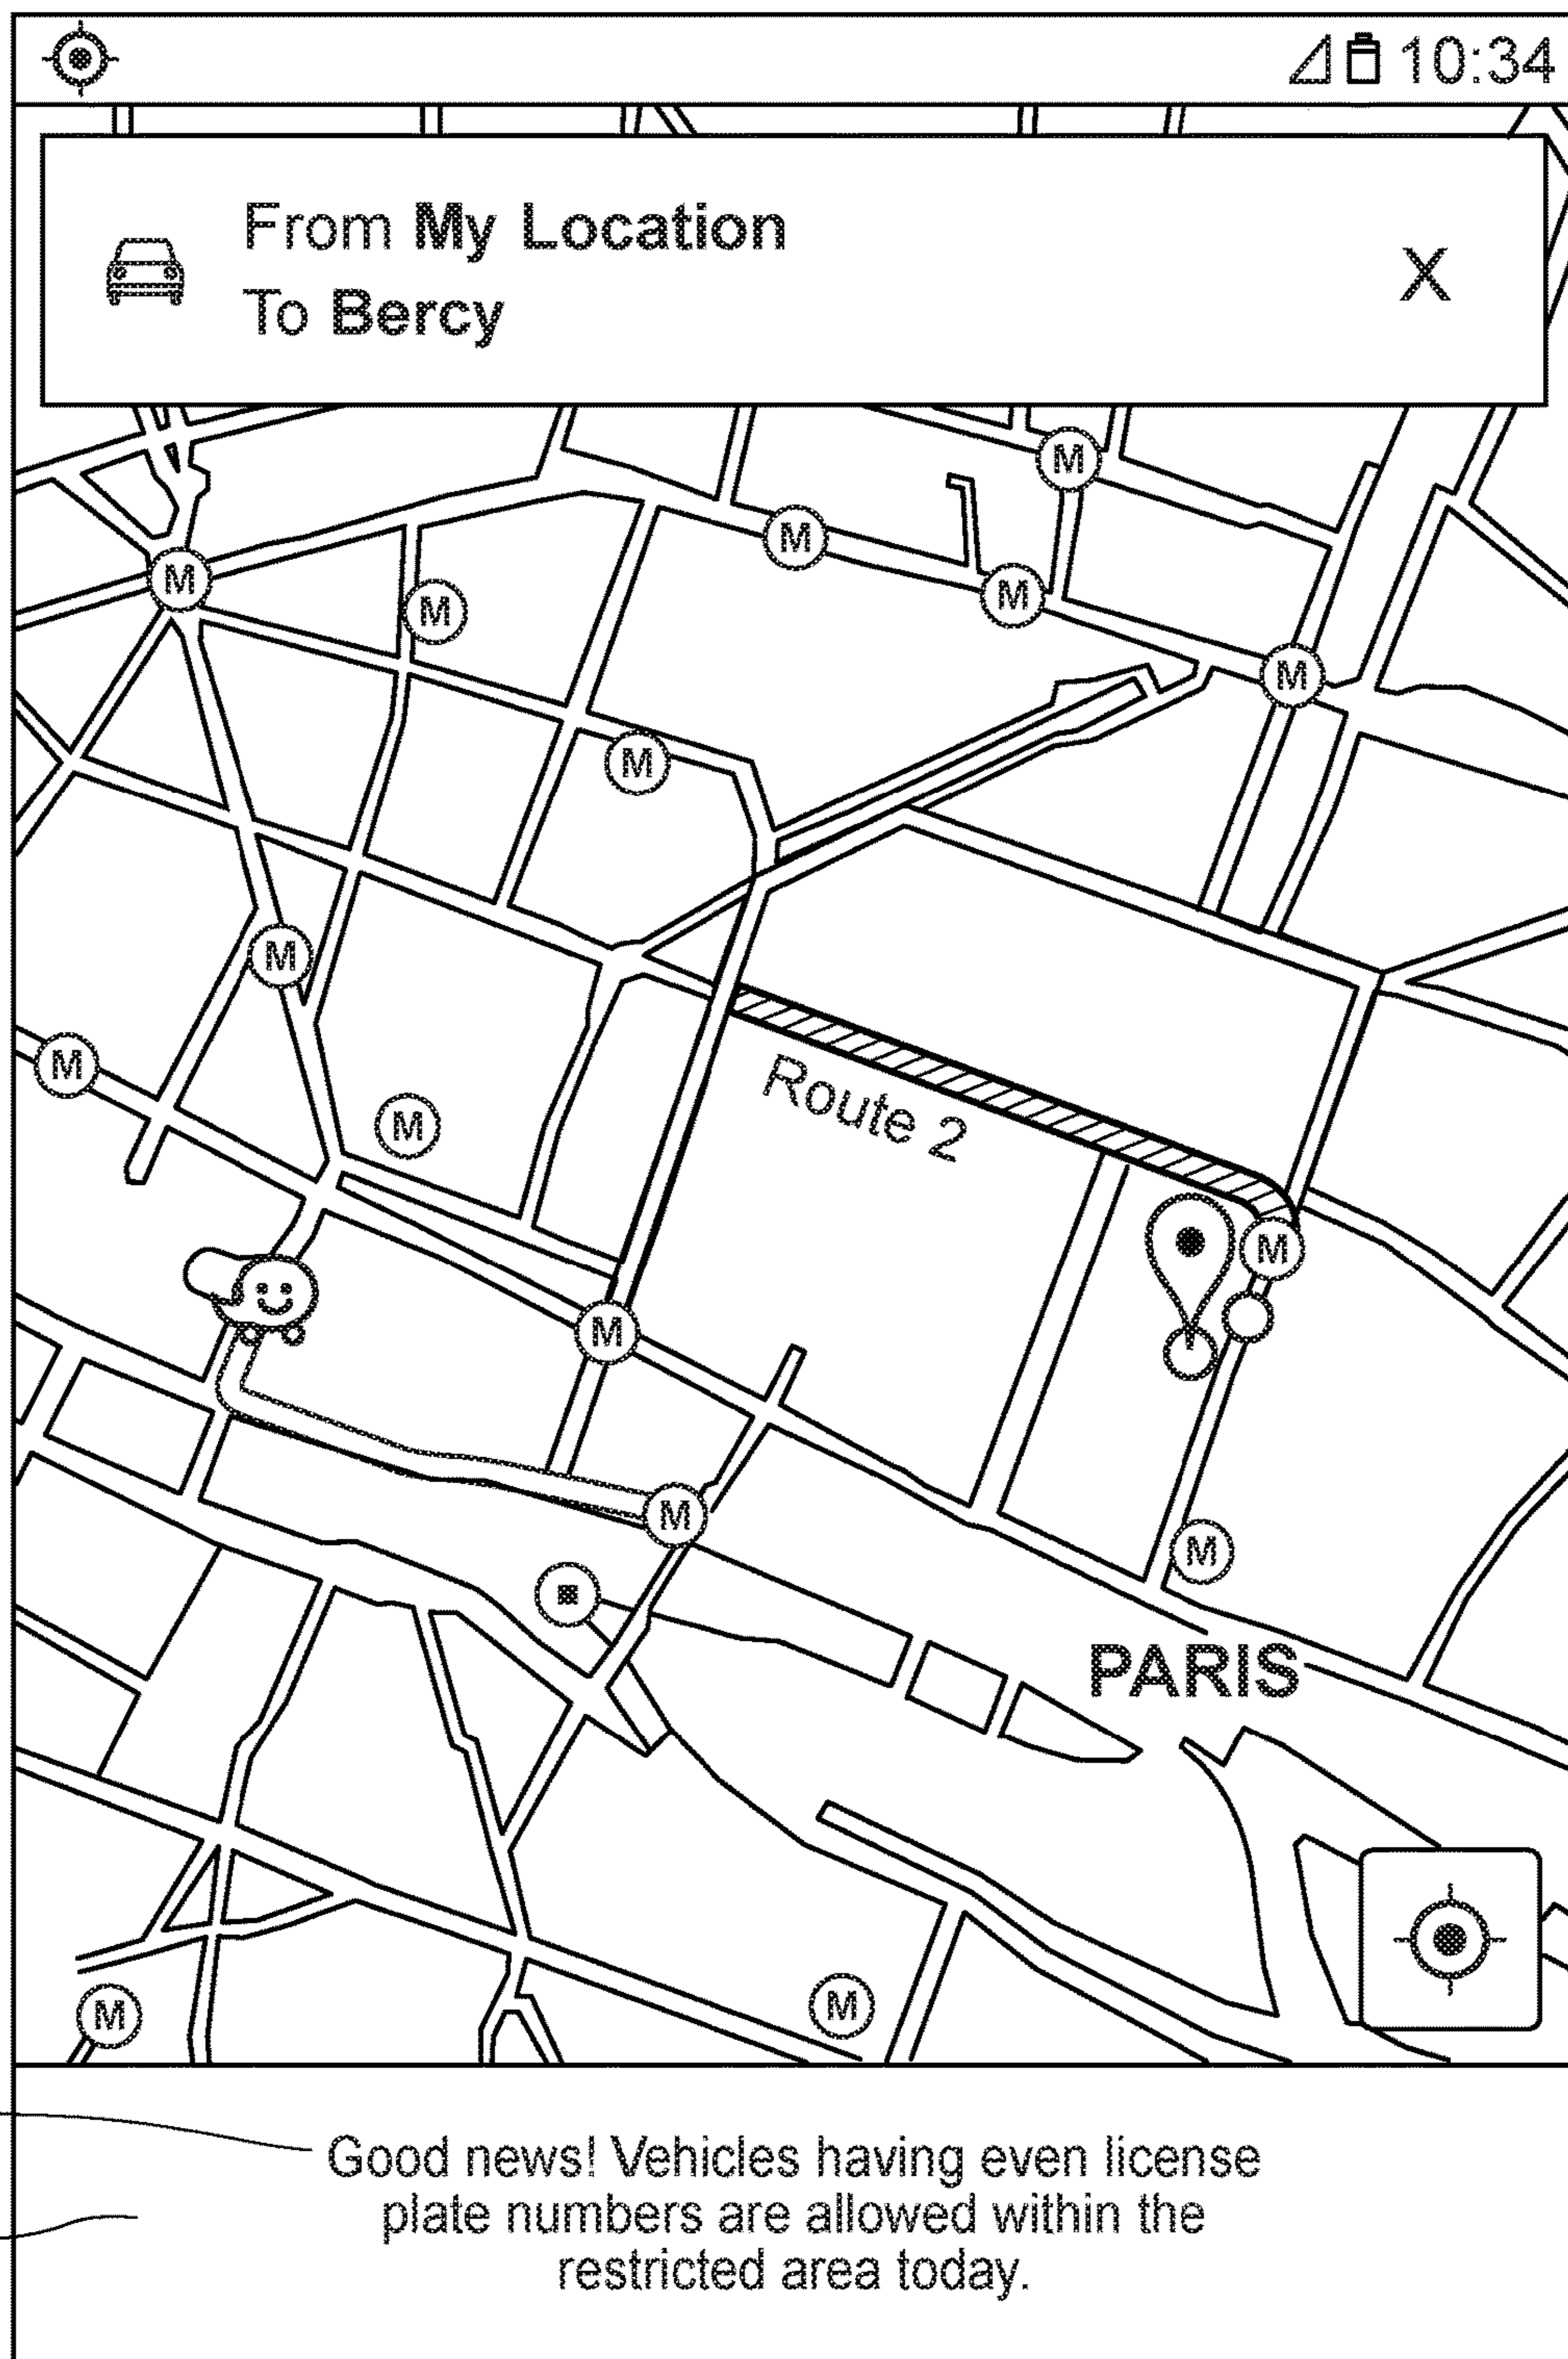 10:34
From My Location
To Bercy
X
M
M
M
M
M
M
M
M
M
M
Route 2
M
M
M
M
PARIS
M
M
Good news! Vehicles having even license
plate numbers are allowed within the
restricted area today.